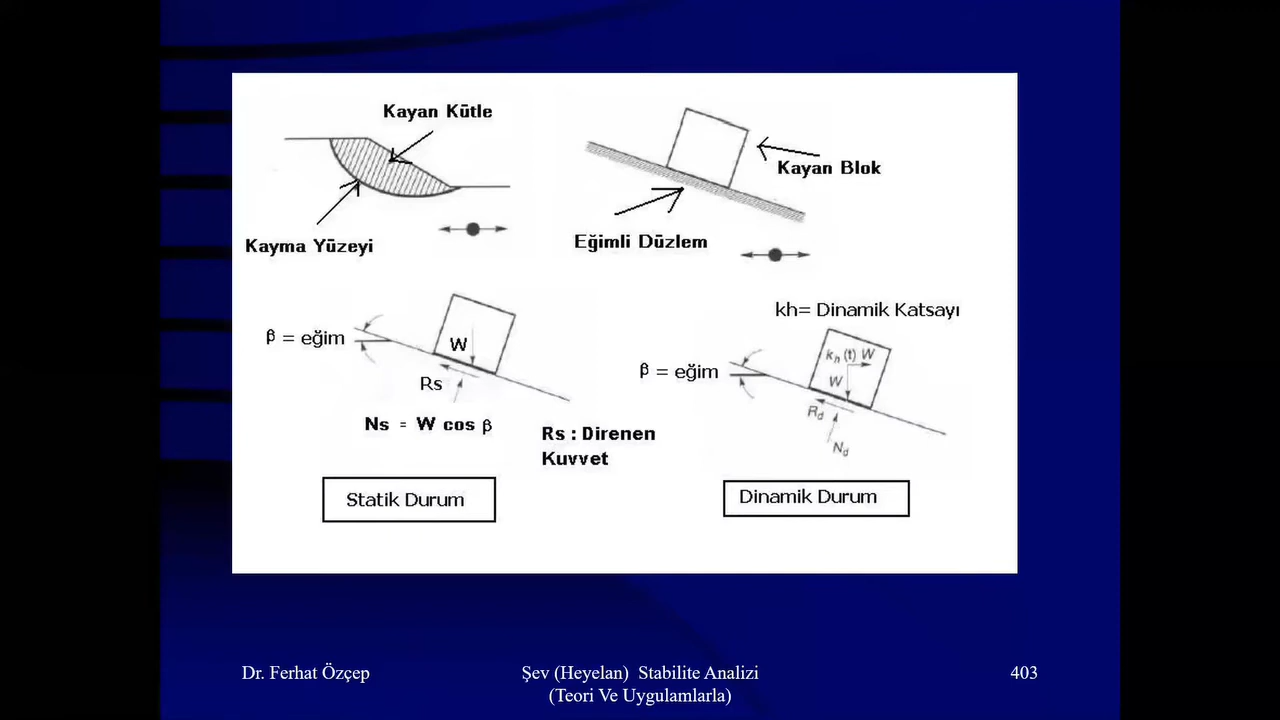 Kayan Kütle
Kayan Blok
Kayma Yüzeyi
Eğimli Düzlem
kh= Dinamik Katsayı
β = eğim
W
Rs
Ns = W cos β
Rs : Direnen
Kuvvet
β = eğim
kh (t) W
W
Rd
Nd
Statik Durum
Dinamik Durum
Dr. Ferhat Özçep
Şev (Heyelan) Stabilite Analizi
(Teori Ve Uygulamlarla)
403